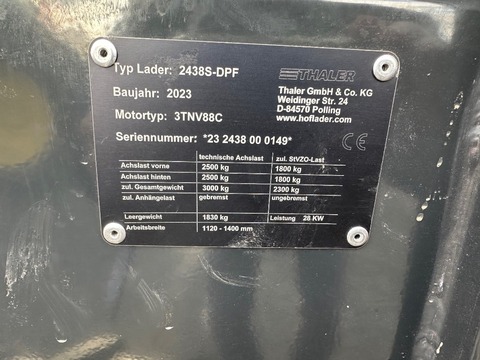 Typ Lader: 2438S-DPF
THALER
Baujahr: 2023
Thaler GmbH & Co. KG
Weidinger Str. 24
Motortyp: 3TNV88C
D-84570 Polling
www.hoflader.com
Seriennummer: *23 2438 00 0149*
CE
technische Achslast zul. StVZO-Last
Achslast vorne 2500 kg 1800 kg
Achslast hinten 2500 kg 1800 kg
zul. Gesamtgewicht 3000 kg 2300 kg
zul. Anhängelast gebremst ungebremst
Leergewicht 1830 kg Leistung 28 KW
Arbeitsbreite 1120 - 1400 mm